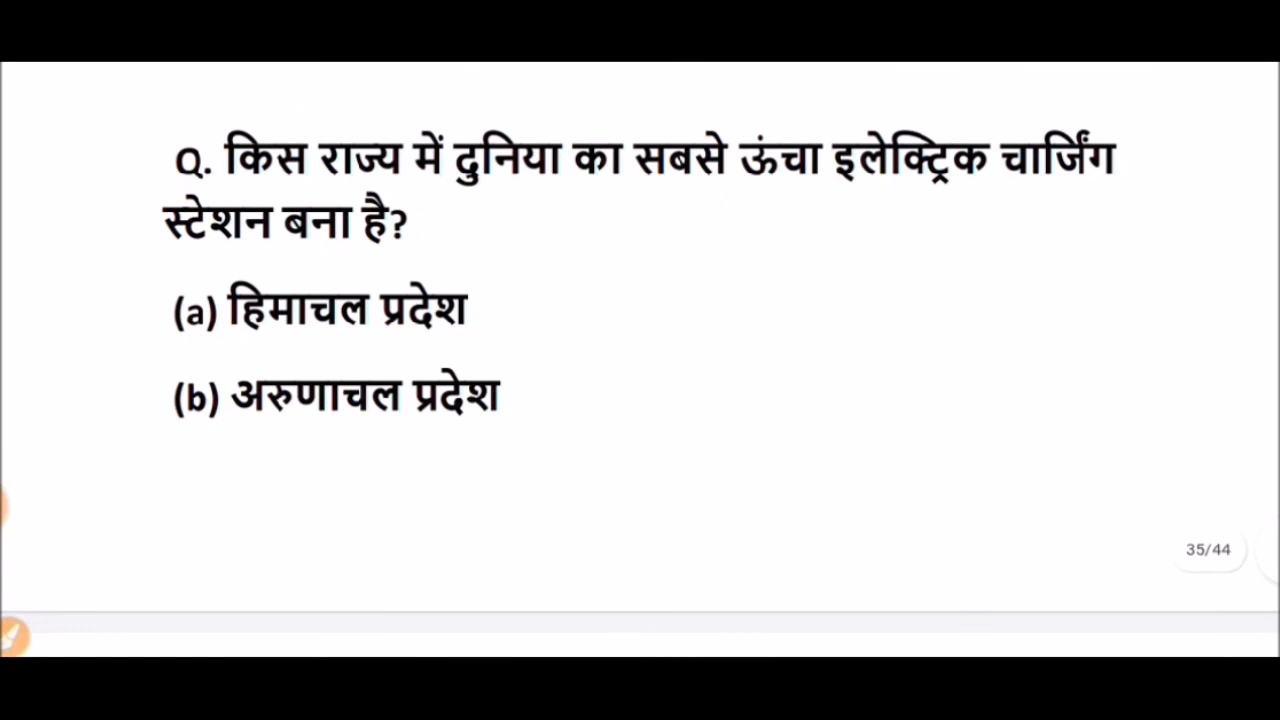 Q. किस राज्य में दुनिया का सबसे ऊंचा इलेक्ट्रिक चार्जिंग
स्टेशन बना है?
(a) हिमाचल प्रदेश
(b) अरुणाचल प्रदेश
35/44